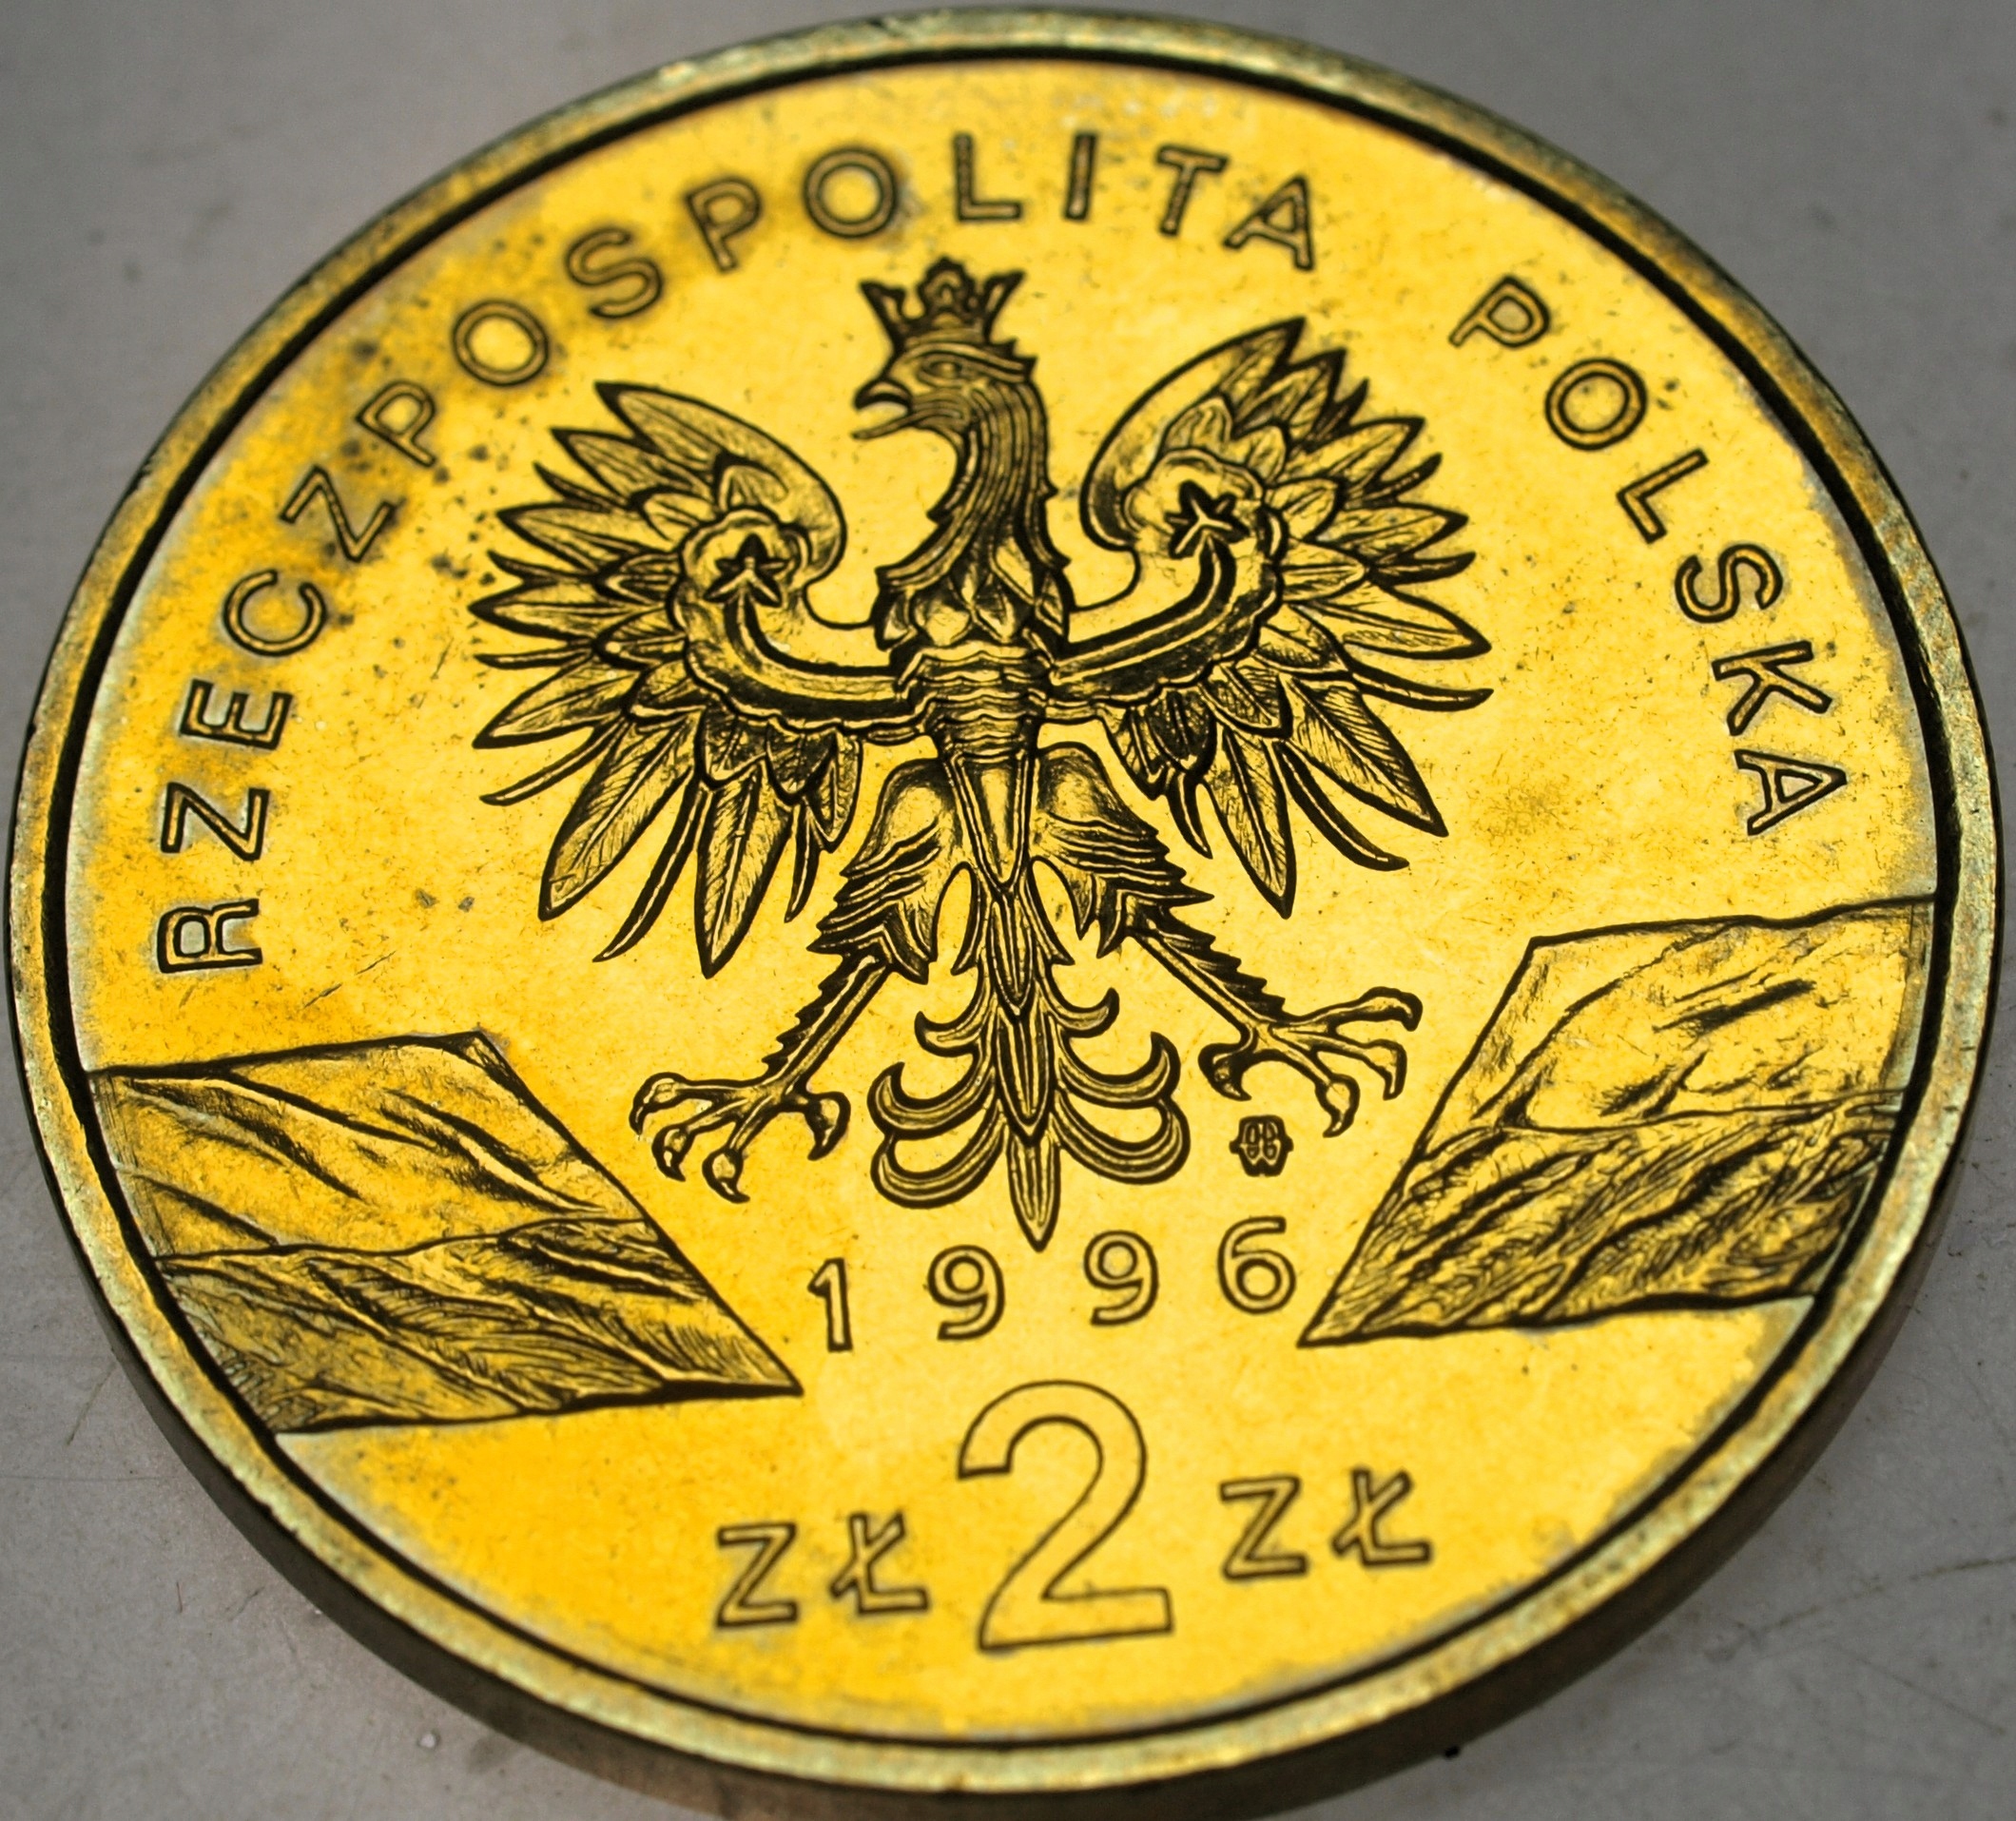 RZECZPOSPOLITA POLSKA
1996
ZŁ 2 ZŁ